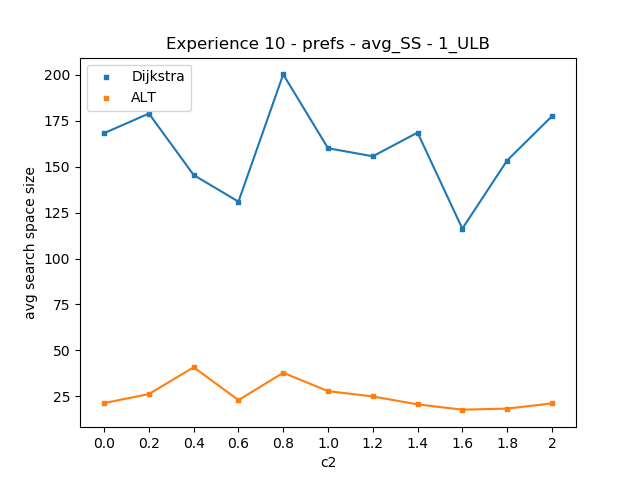 Experience 10 - prefs - avg_SS - 1_ULB
Dijkstra
ALT
200
175
150
125
100
75
50
25
avg search space size
0.0 0.2 0.4 0.6 0.8 1.0 1.2 1.4 1.6 1.8 2
c2